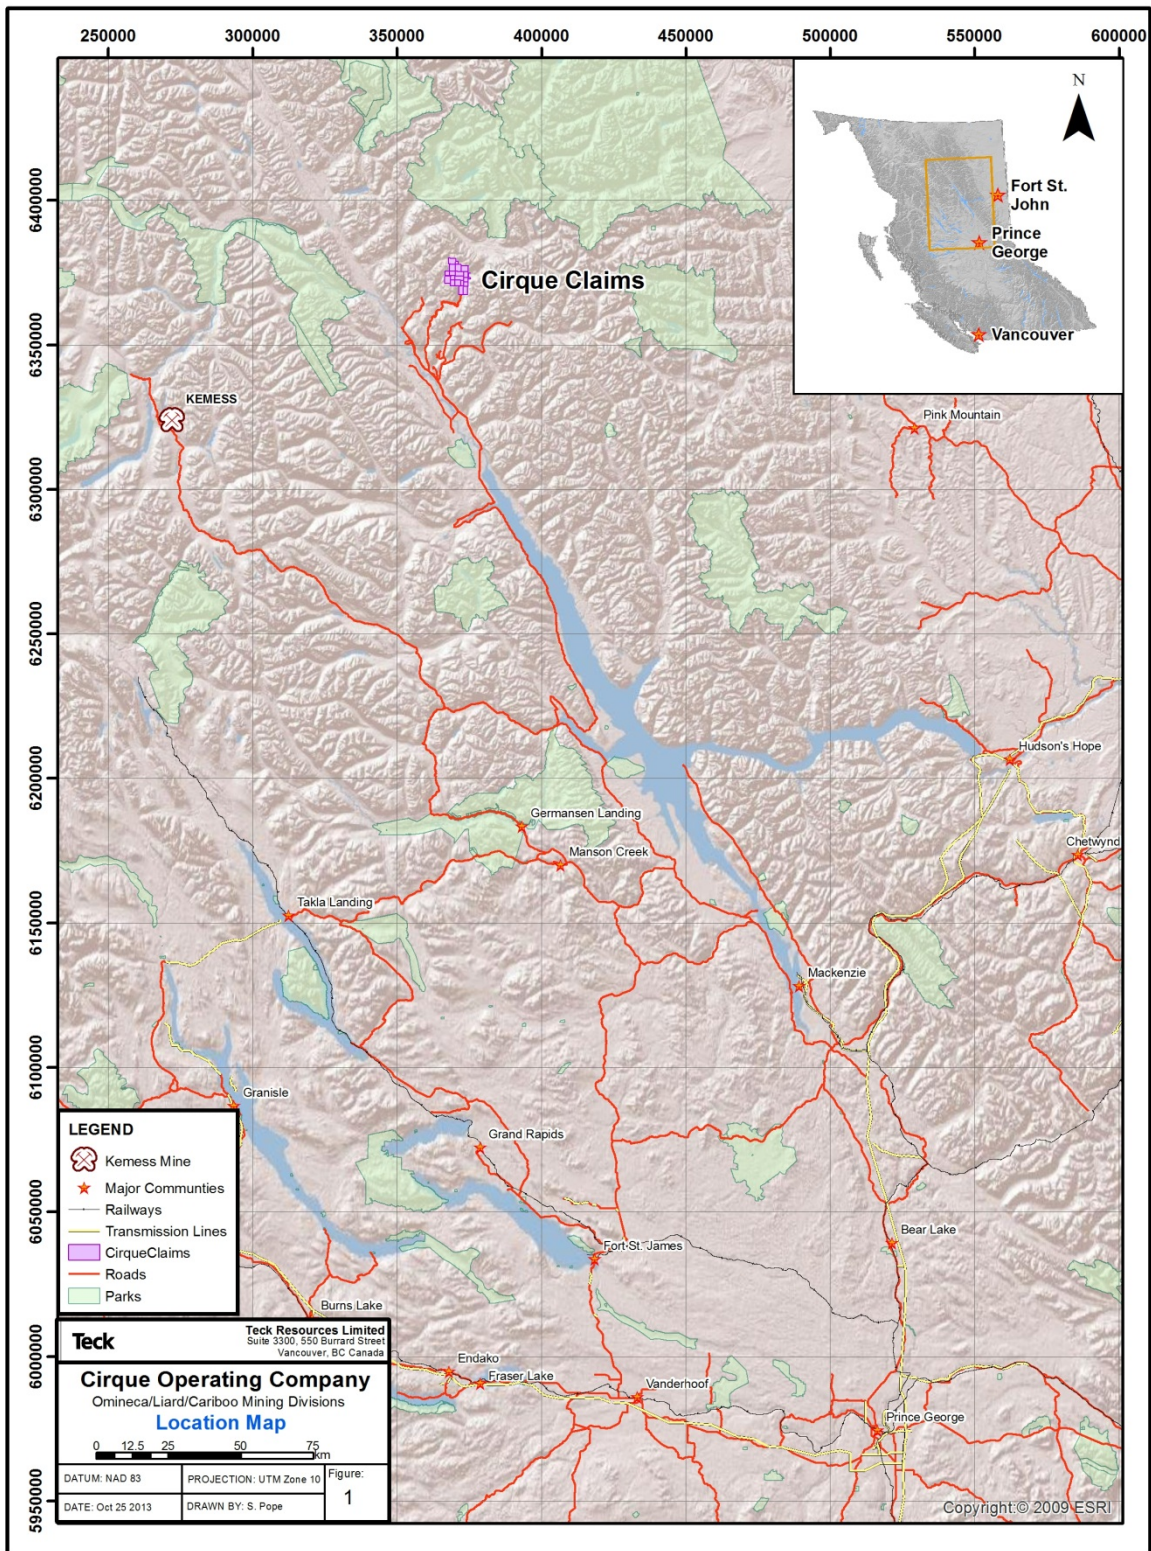 250000 300000 350000 400000 450000 500000 550000 600000
6400000
6350000
6300000
6250000
6200000
6150000
6100000
6050000
6000000
5950000
N
Fort St.
John
Prince
George
Vancouver
Cirque Claims
KEMESS
Pink Mountain
Hudson's Hope
Germansen Landing
Manson Creek
Chetwynd
Takla Landing
Mackenzie
Granisle
Grand Rapids
Bear Lake
Fort St. James
Burns Lake
Endako
Fraser Lake
Vanderhoof
Prince George
LEGEND
Kemess Mine
Major Communties
Railways
Transmission Lines
CirqueClaims
Roads
Parks
Teck
Teck Resources Limited
Suite 3300, 550 Burrard Street
Vancouver, BC Canada
Cirque Operating Company
Omineca/Liard/Cariboo Mining Divisions
Location Map
0 12.5 25 50 75
km
DATUM: NAD 83
PROJECTION: UTM Zone 10
Figure:
1
DATE: Oct 25 2013
DRAWN BY: S. Pope
Copyright:© 2009 ESRI